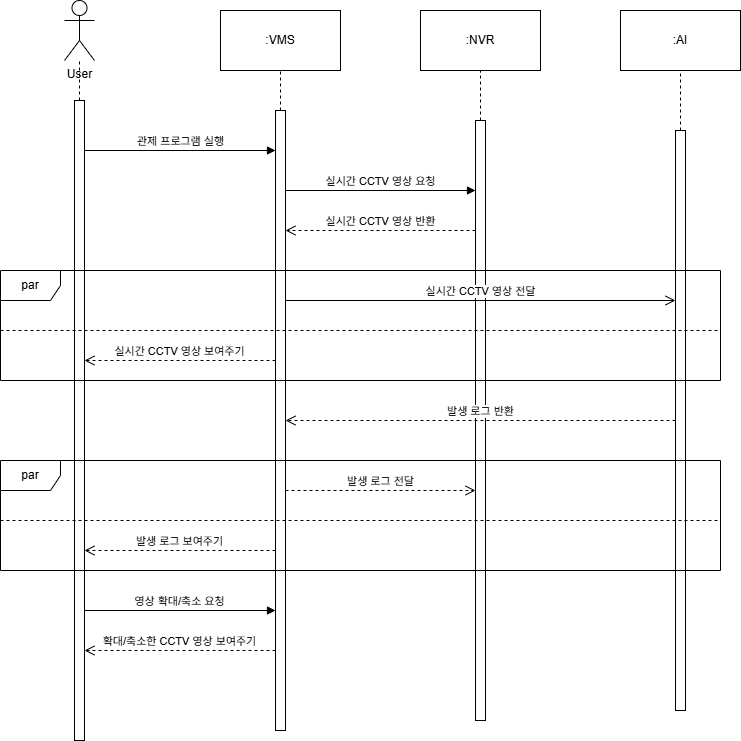 User
:VMS
:NVR
:AI
관제 프로그램 실행
실시간 CCTV 영상 요청
실시간 CCTV 영상 반환
par
실시간 CCTV 영상 전달
실시간 CCTV 영상 보여주기
발생 로그 반환
par
발생 로그 전달
발생 로그 보여주기
영상 확대/축소 요청
확대/축소한 CCTV 영상 보여주기